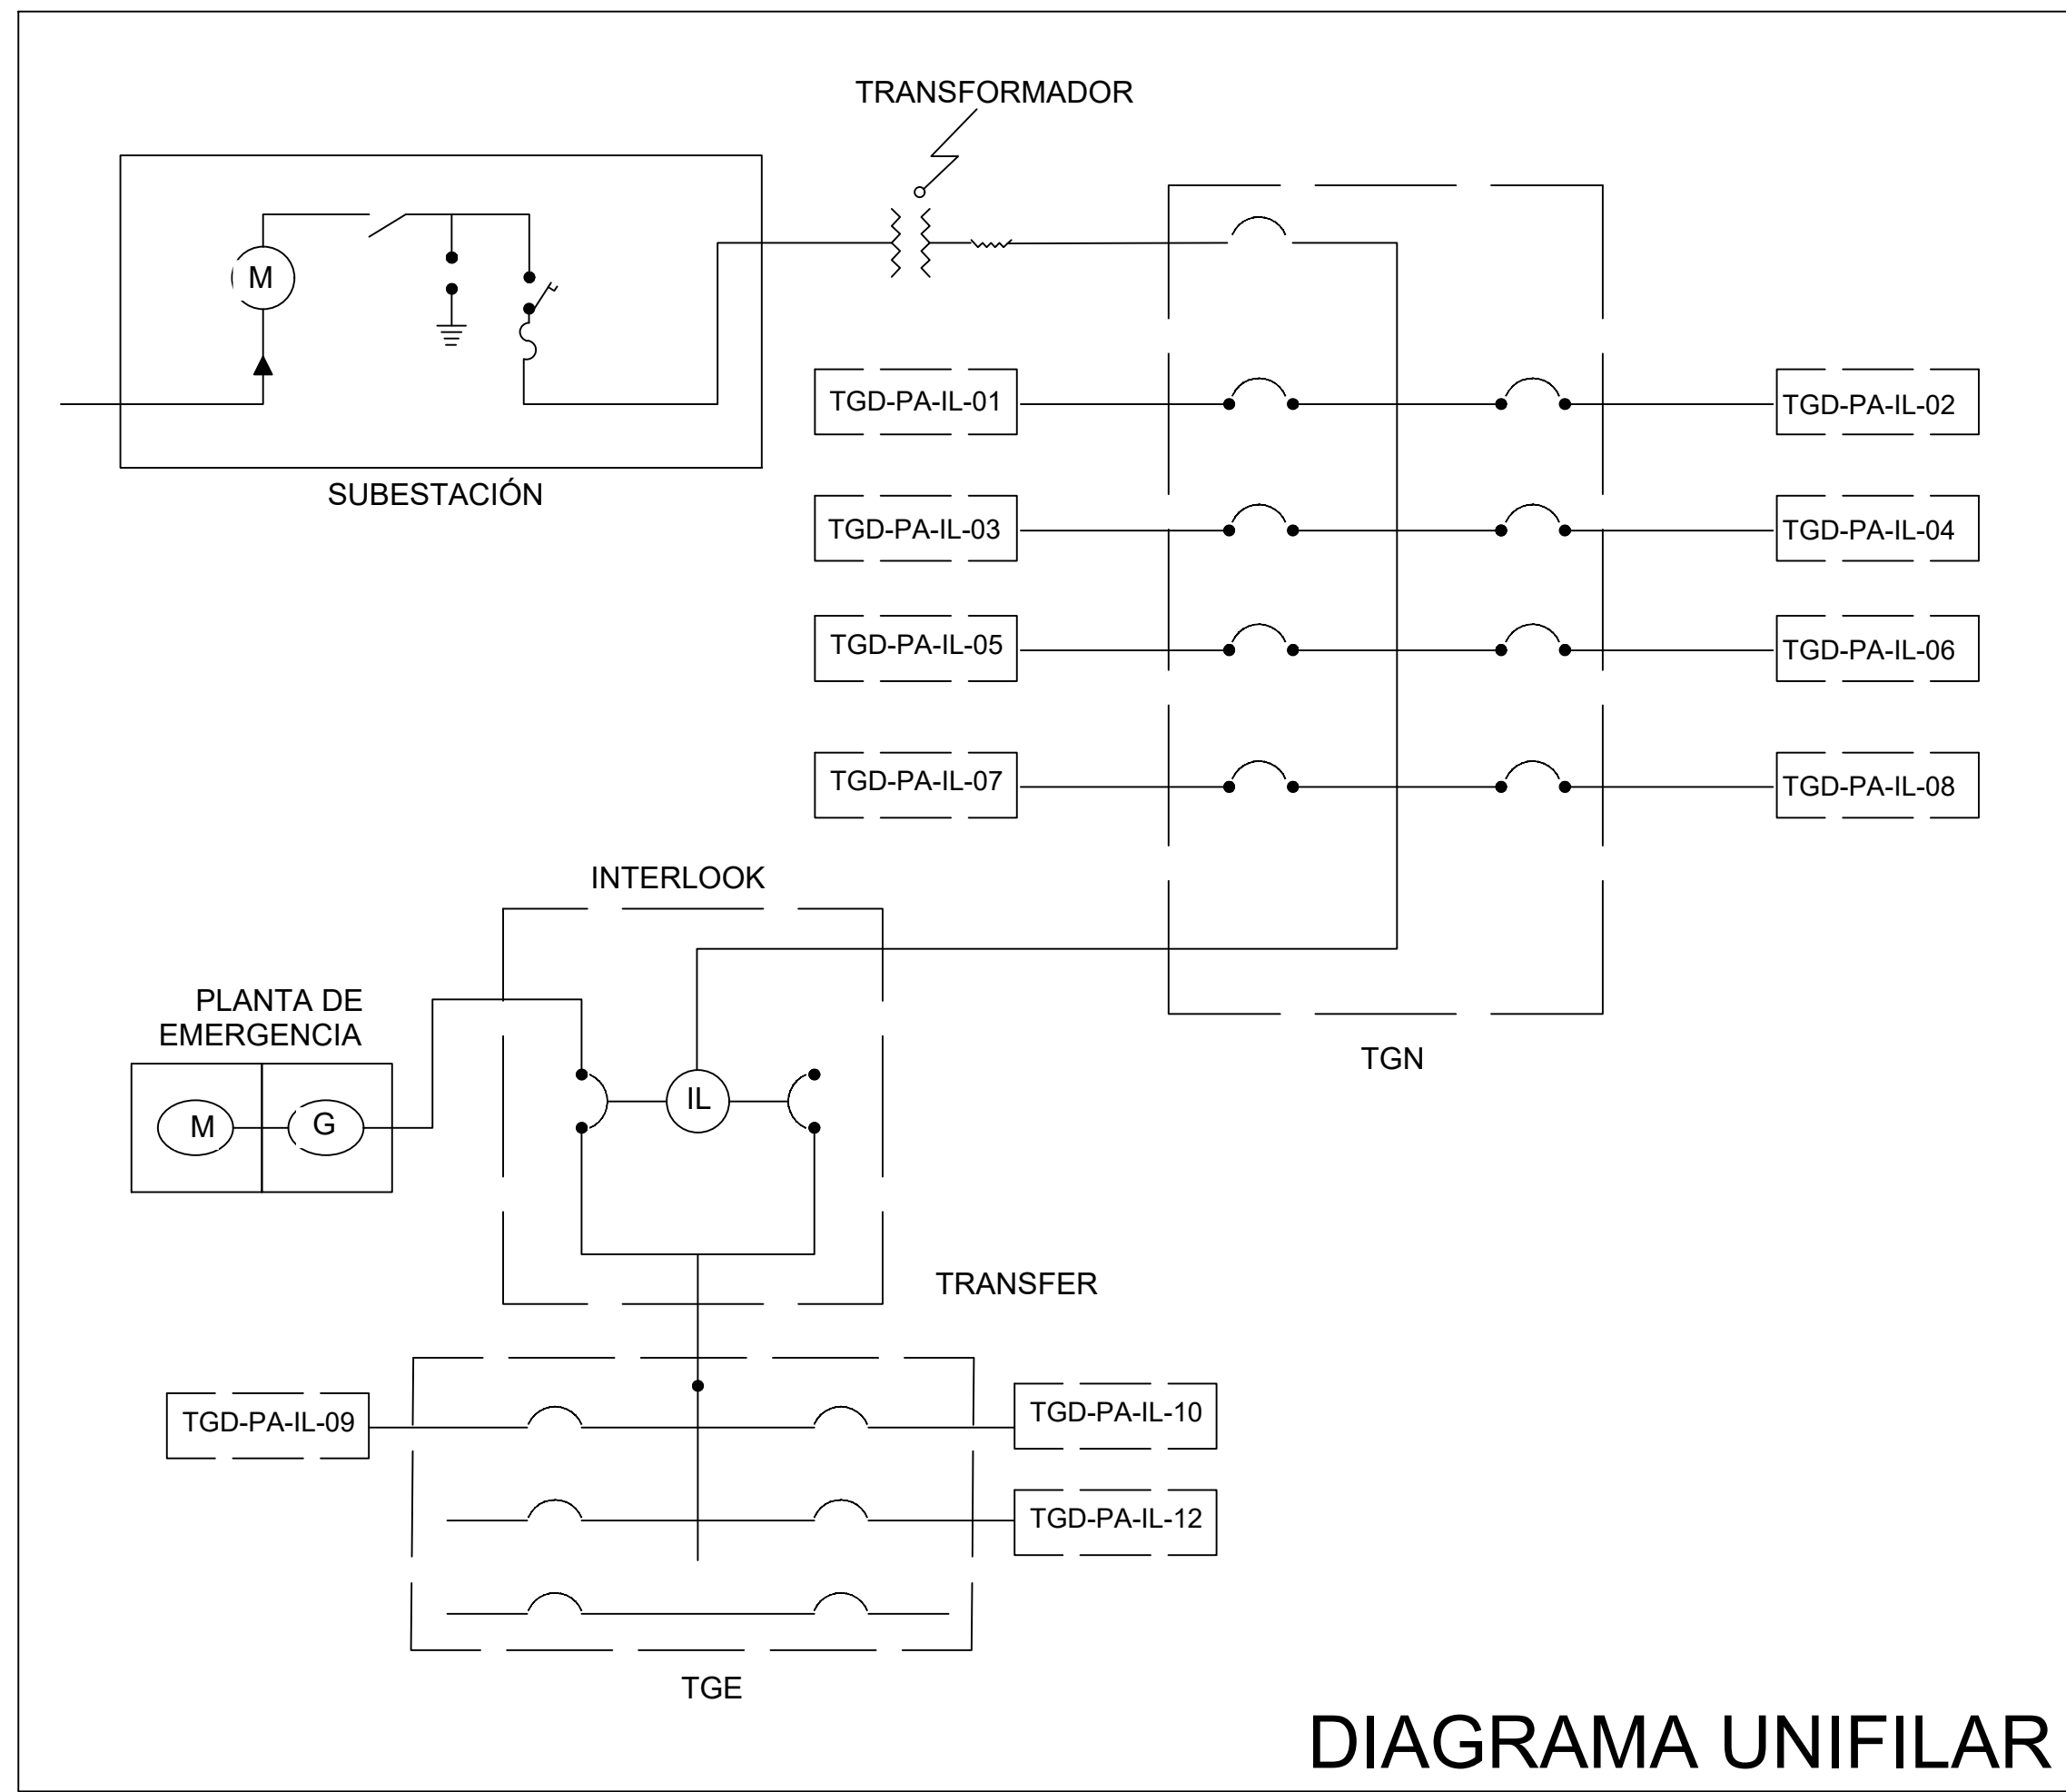 TRANSFORMADOR
M
SUBESTACIÓN
TGD-PA-IL-01
TGD-PA-IL-02
TGD-PA-IL-03
TGD-PA-IL-04
TGD-PA-IL-05
TGD-PA-IL-06
TGD-PA-IL-07
TGD-PA-IL-08
INTERLOOK
PLANTA DE
EMERGENCIA
M
G
IL
TGN
TRANSFER
TGD-PA-IL-09
TGD-PA-IL-10
TGD-PA-IL-12
TGE
DIAGRAMA UNIFILAR